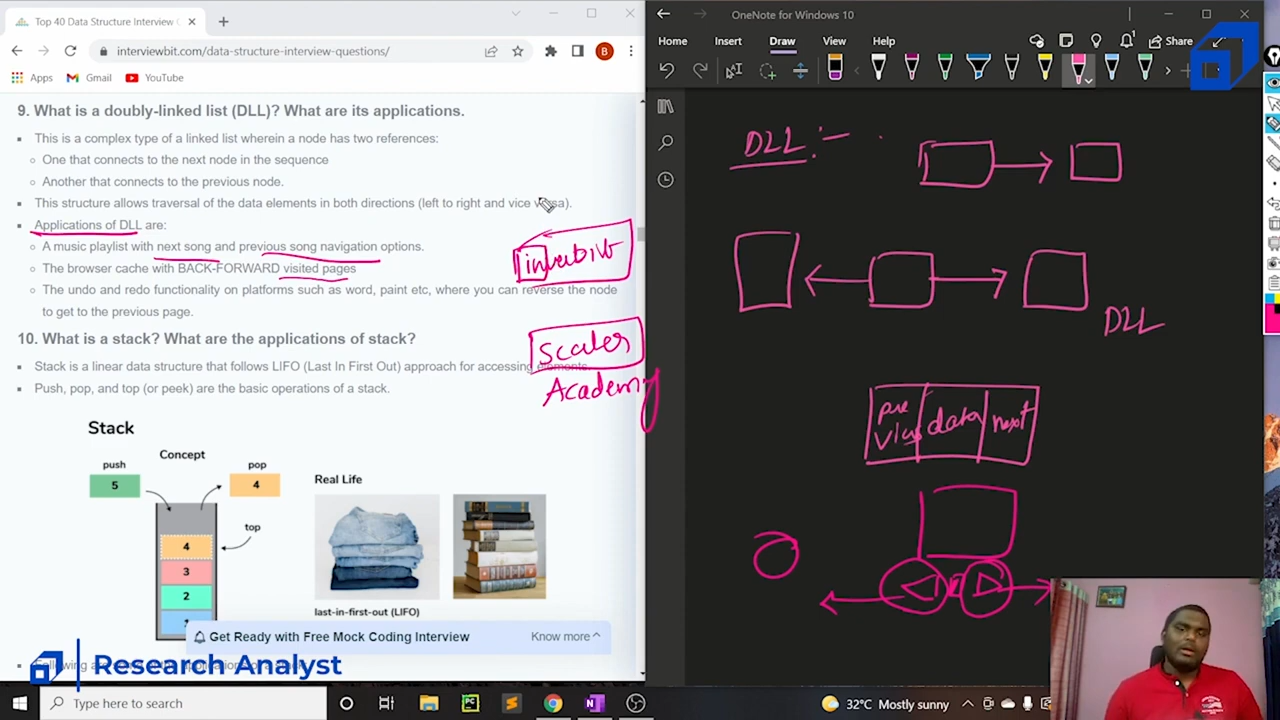 Top 40 Data Structure Interview
interviewbit.com/data-structure-interview-questions/
B
Apps
Gmail
YouTube
9. What is a doubly-linked list (DLL)? What are its applications.
This is a complex type of a linked list wherein a node has two references:
One that connects to the next node in the sequence
Another that connects to the previous node.
This structure allows traversal of the data elements in both directions (left to right and vice versa).
Applications of DLL are:
A music playlist with next song and previous song navigation options.
The browser cache with BACK-FORWARD visited pages
The undo and redo functionality on platforms such as word, paint etc, where you can reverse the node
to get to the previous page.
10. What is a stack? What are the applications of stack?
Stack is a linear data structure that follows LIFO (Last In First Out) approach for accessing elements.
Push, pop, and top (or peek) are the basic operations of a stack.
Scaler
Academy
Stack
Concept
push
5
pop
4
top
4
3
2
Real Life
last-in-first-out (LIFO)
Get Ready with Free Mock Coding Interview
Know more
Research Analyst
Type here to search
OneNote for Windows 10
Home
Insert
Draw
View
Help
Share
DLL :-
DLL
pre
vious
data
next
32°C Mostly sunny